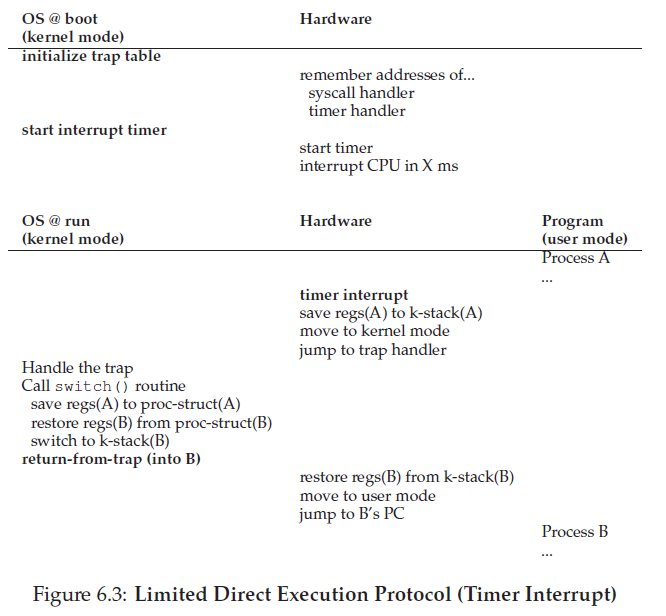 OS @ boot Hardware
(kernel mode)
initialize trap table
remember addresses of...
syscall handler
timer handler
start interrupt timer
start timer
interrupt CPU in X ms
OS @ run Hardware Program
(kernel mode) (user mode)
Process A
...
timer interrupt
save regs(A) to k-stack(A)
move to kernel mode
jump to trap handler
Handle the trap
Call switch() routine
save regs(A) to proc-struct(A)
restore regs(B) from proc-struct(B)
switch to k-stack(B)
return-from-trap (into B)
restore regs(B) from k-stack(B)
move to user mode
jump to B's PC
Process B
...
Figure 6.3: Limited Direct Execution Protocol (Timer Interrupt)